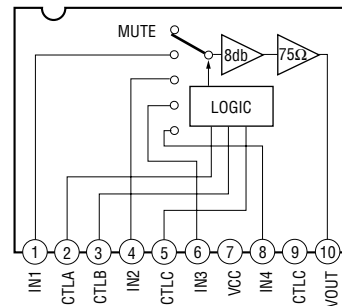 MUTE
8db
75Ω
LOGIC
1
2
3
4
5
6
7
8
9
10
IN1
CTLA
CTLB
IN2
CTLC
IN3
VCC
IN4
CTLC
VOUT